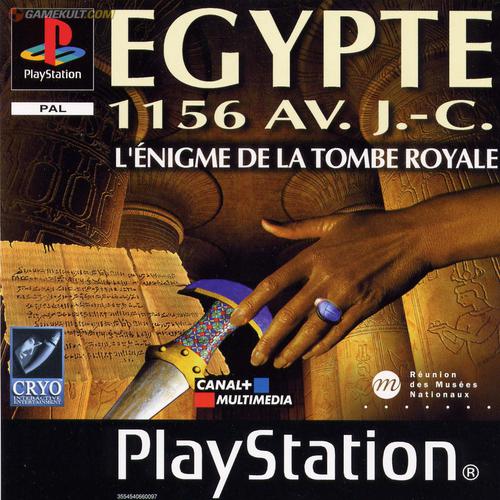 GAMEKULT.COM
PlayStation
PAL
EGYPTE
1156 AV. J.-C.
L'ÉNIGME DE LA TOMBE ROYALE
CRYO
INTERACTIVE
ENTERTAINMENT
CANAL+
MULTIMEDIA
m
Réunion
des Musées
Nationaux
PlayStation®
3554540660097